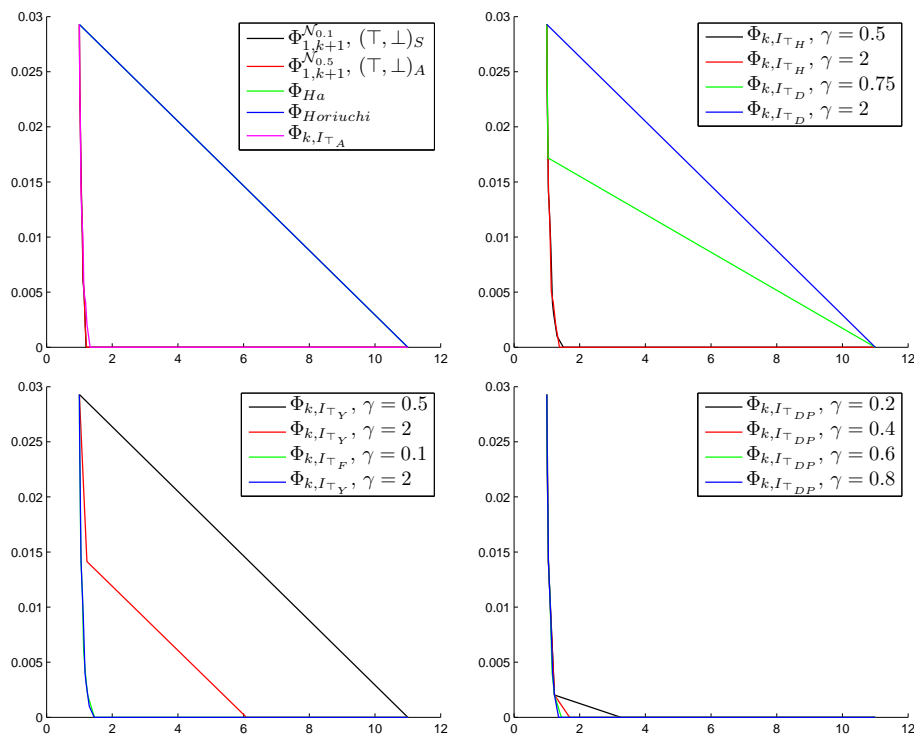 0.03
0.025
0.02
0.015
0.01
0.005
0
0 2 4 6 8 10 12
Φ_{1,k+1}^{𝒩_{0.1}}, (⊤, ⊥)_S
Φ_{1,k+1}^{𝒩_{0.5}}, (⊤, ⊥)_A
Φ_{Ha}
Φ_{Horiuchi}
Φ_{k,I_{⊤_A}}
0.03
0.025
0.02
0.015
0.01
0.005
0
0 2 4 6 8 10 12
Φ_{k,I_{⊤_H}}, γ = 0.5
Φ_{k,I_{⊤_H}}, γ = 2
Φ_{k,I_{⊤_D}}, γ = 0.75
Φ_{k,I_{⊤_D}}, γ = 2
0.03
0.025
0.02
0.015
0.01
0.005
0
0 2 4 6 8 10 12
Φ_{k,I_{⊤_Y}}, γ = 0.5
Φ_{k,I_{⊤_Y}}, γ = 2
Φ_{k,I_{⊤_F}}, γ = 0.1
Φ_{k,I_{⊤_Y}}, γ = 2
0.03
0.025
0.02
0.015
0.01
0.005
0
0 2 4 6 8 10 12
Φ_{k,I_{⊤_{DP}}}, γ = 0.2
Φ_{k,I_{⊤_{DP}}}, γ = 0.4
Φ_{k,I_{⊤_{DP}}}, γ = 0.6
Φ_{k,I_{⊤_{DP}}}, γ = 0.8